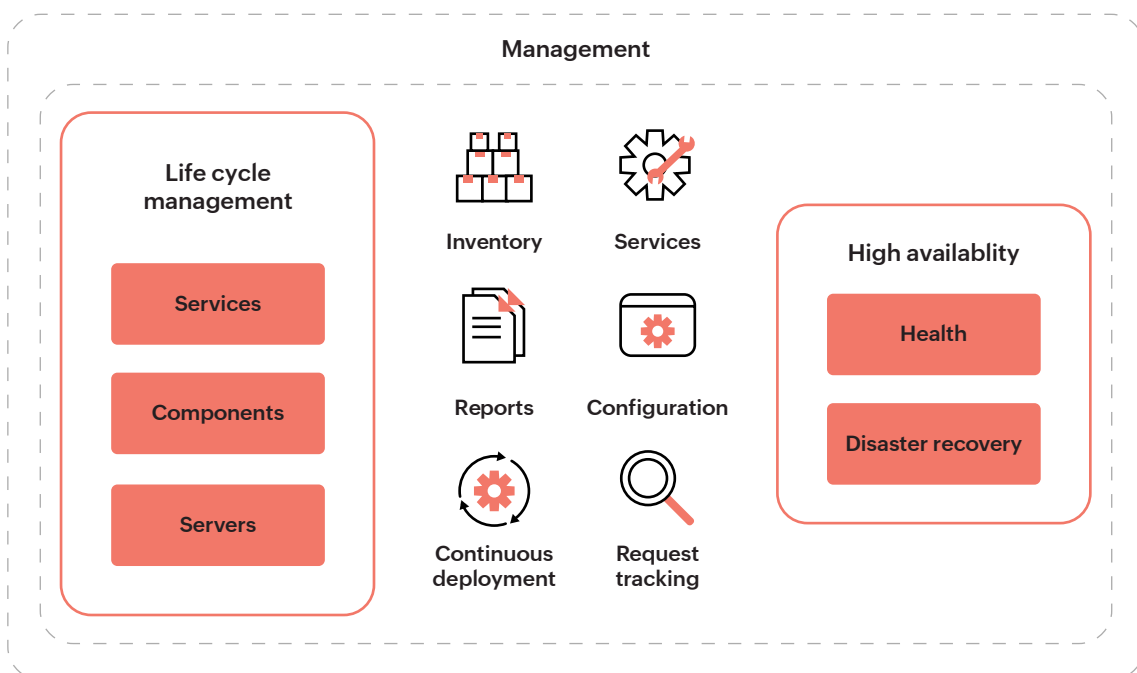 Management
Life cycle
management
Services
Components
Servers
Inventory
Services
Reports
Configuration
Continuous
deployment
Request
tracking
High availablity
Health
Disaster recovery